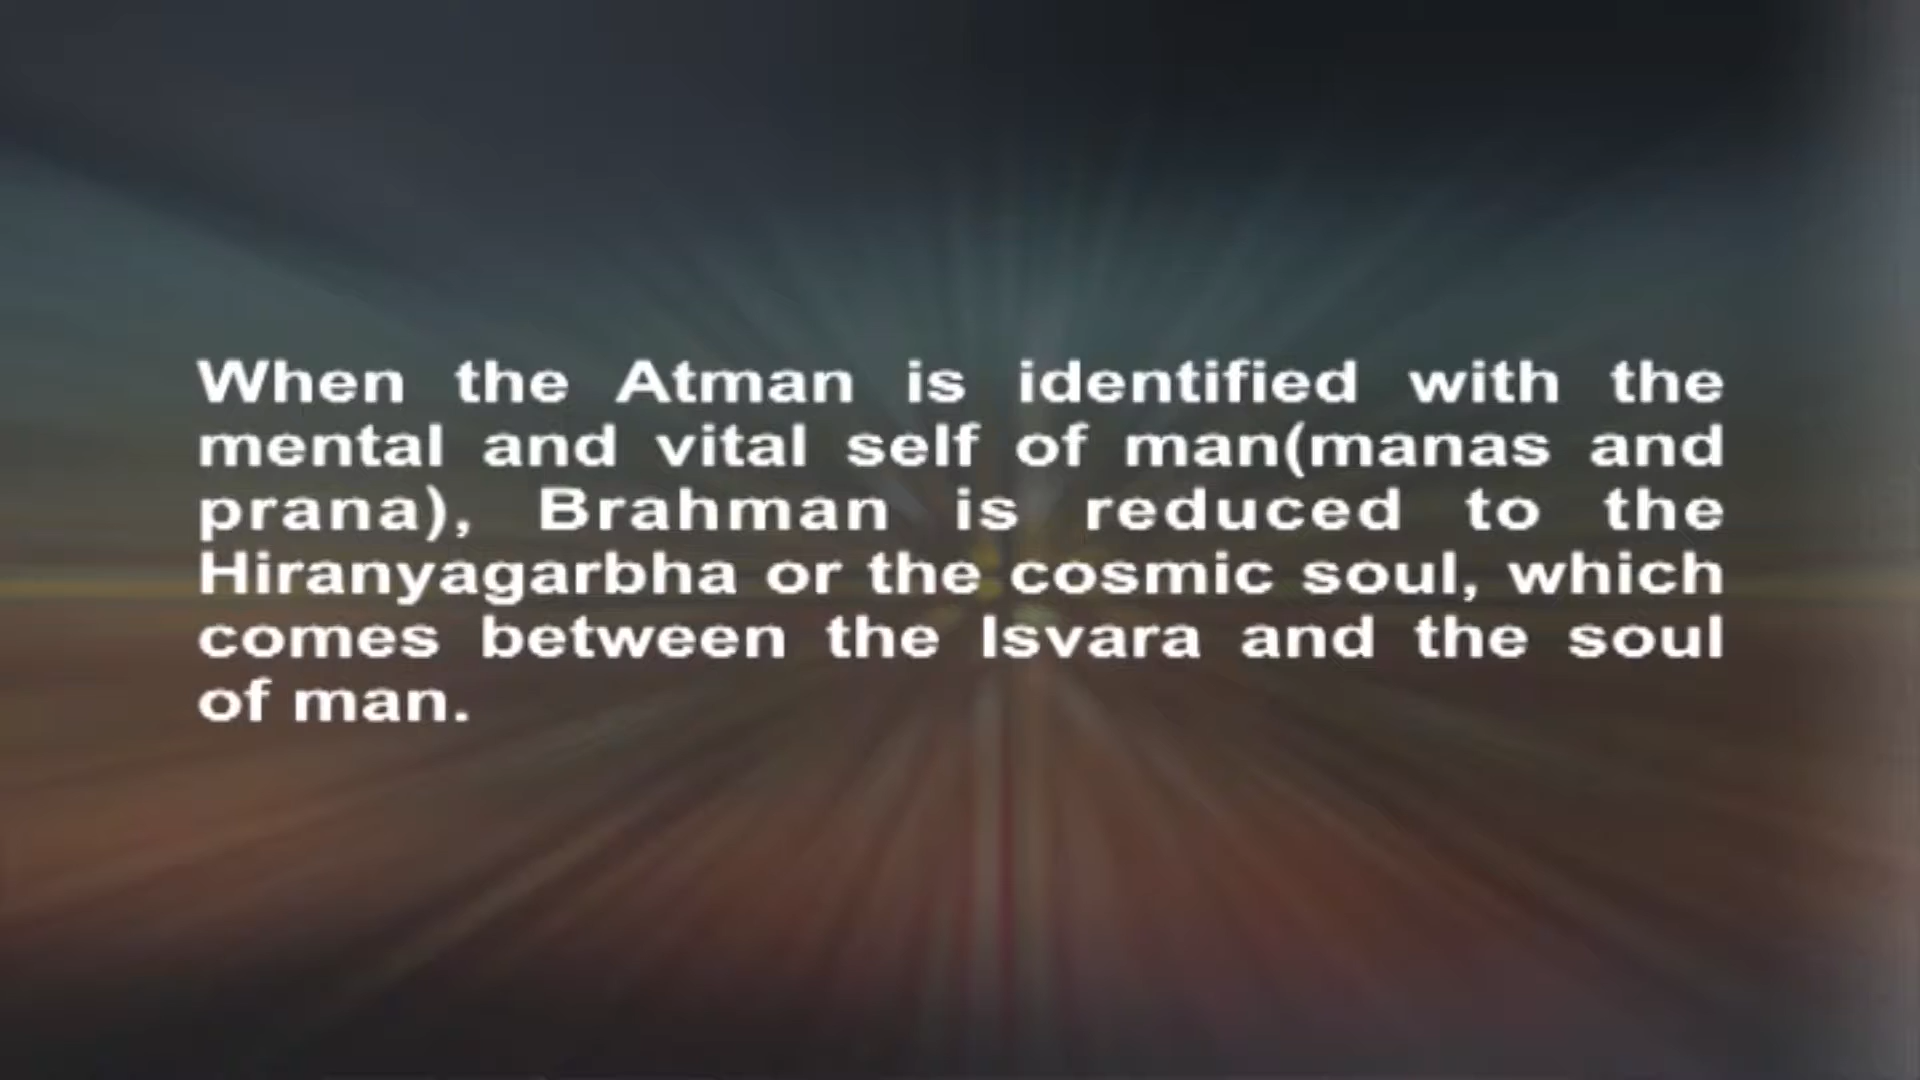 When the Atman is identified with the
mental and vital self of man(manas and
prana), Brahman is reduced to the
Hiranyagarbha or the cosmic soul, which
comes between the Isvara and the soul
of man.